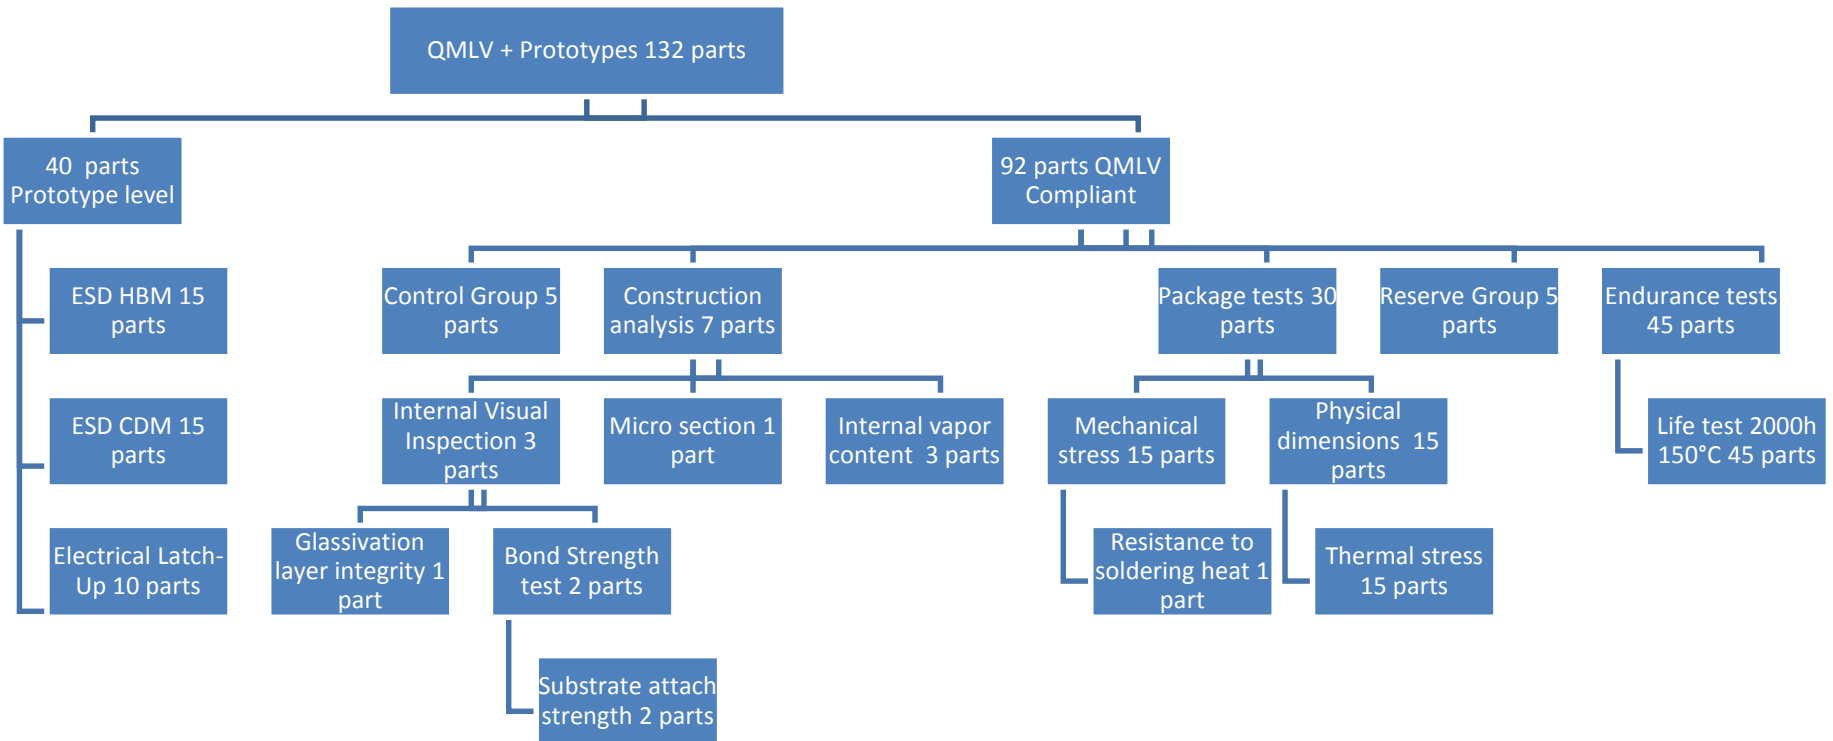 QMLV + Prototypes 132 parts
40 parts
Prototype level
92 parts QMLV
Compliant
ESD HBM 15
parts
Control Group 5
parts
Construction
analysis 7 parts
Package tests 30
parts
Reserve Group 5
parts
Endurance tests
45 parts
ESD CDM 15
parts
Internal Visual
Inspection 3
parts
Micro section 1
part
Internal vapor
content 3 parts
Mechanical
stress 15 parts
Physical
dimensions 15
parts
Life test 2000h
150°C 45 parts
Electrical Latch-
Up 10 parts
Glassivation
layer integrity 1
part
Bond Strength
test 2 parts
Resistance to
soldering heat 1
part
Thermal stress
15 parts
Substrate attach
strength 2 parts